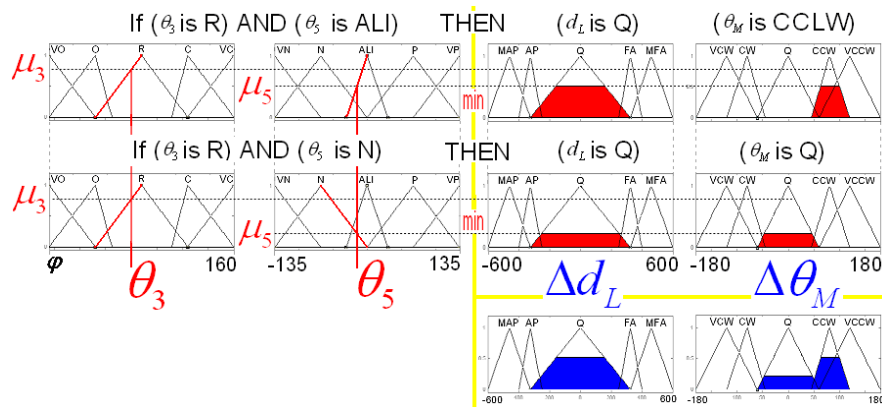 If (θ3 is R) AND (θ5 is ALI) THEN (dL is Q) (θM is CCLW)
VO O R C VC VN N ALI P VP MAP AP Q FA MFA VCW CW Q CCW VCCW
μ3 μ5 min
If (θ3 is R) AND (θ5 is N) THEN (dL is Q) (θM is Q)
VO O R C VC VN N ALI P VP MAP AP Q FA MFA VCW CW Q CCW VCCW
μ3 μ5 min
φ 160 -135 135 -600 600 -180 180
θ3 θ5 ΔdL ΔθM
MAP AP Q FA MFA VCW CW Q CCW VCCW
-600 600 -180 180